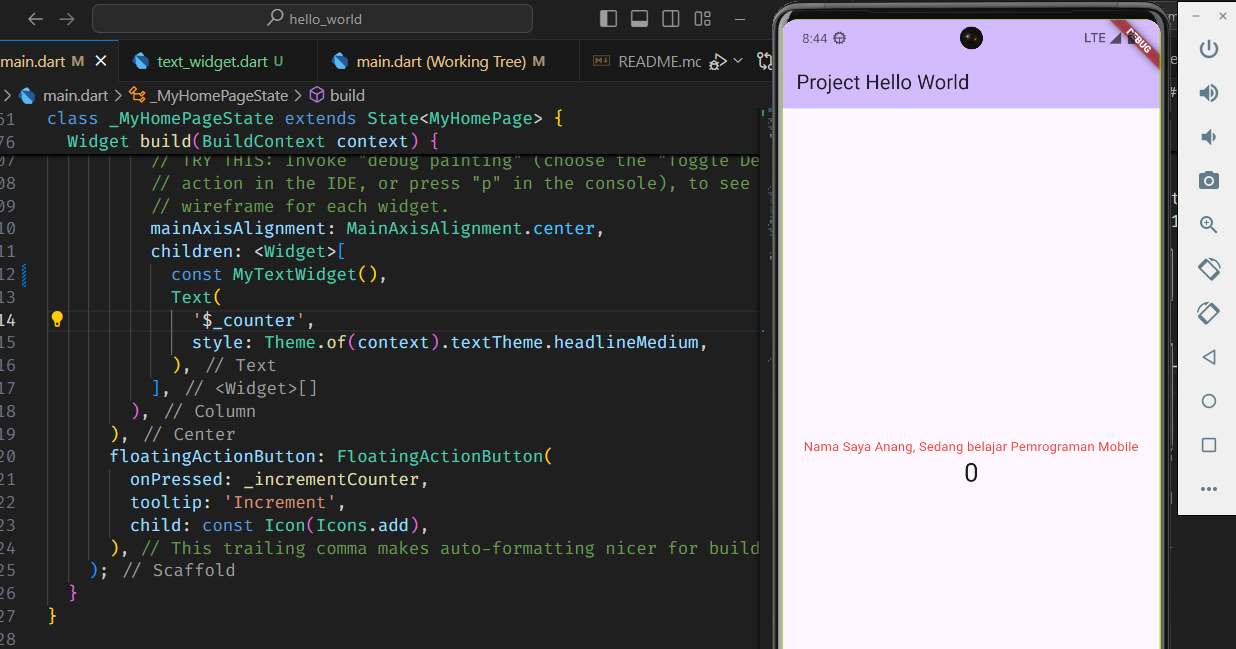 hello_world
main.dart M
text_widget.dart U
main.dart (Working Tree) M
README.mc
main.dart > _MyHomePageState > build
61 class _MyHomePageState extends State<MyHomePage> {
76 Widget build(BuildContext context) {
07 // TRY THIS: Invoke "debug painting" (choose the "Toggle De
08 // action in the IDE, or press "p" in the console), to see
09 // wireframe for each widget.
10 mainAxisAlignment: MainAxisAlignment.center,
11 children: <Widget>[
12 const MyTextWidget(),
13 Text(
14 '$_counter',
15 style: Theme.of(context).textTheme.headlineMedium,
16 ), // Text
17 ], // <Widget>[]
18 ), // Column
19 ), // Center
20 floatingActionButton: FloatingActionButton(
21 onPressed: _incrementCounter,
22 tooltip: 'Increment',
23 child: const Icon(Icons.add),
24 ), // This trailing comma makes auto-formatting nicer for build
25 ); // Scaffold
26 }
27 }
28
8:44
LTE
DEBUG
Project Hello World
Nama Saya Anang, Sedang belajar Pemrograman Mobile
0